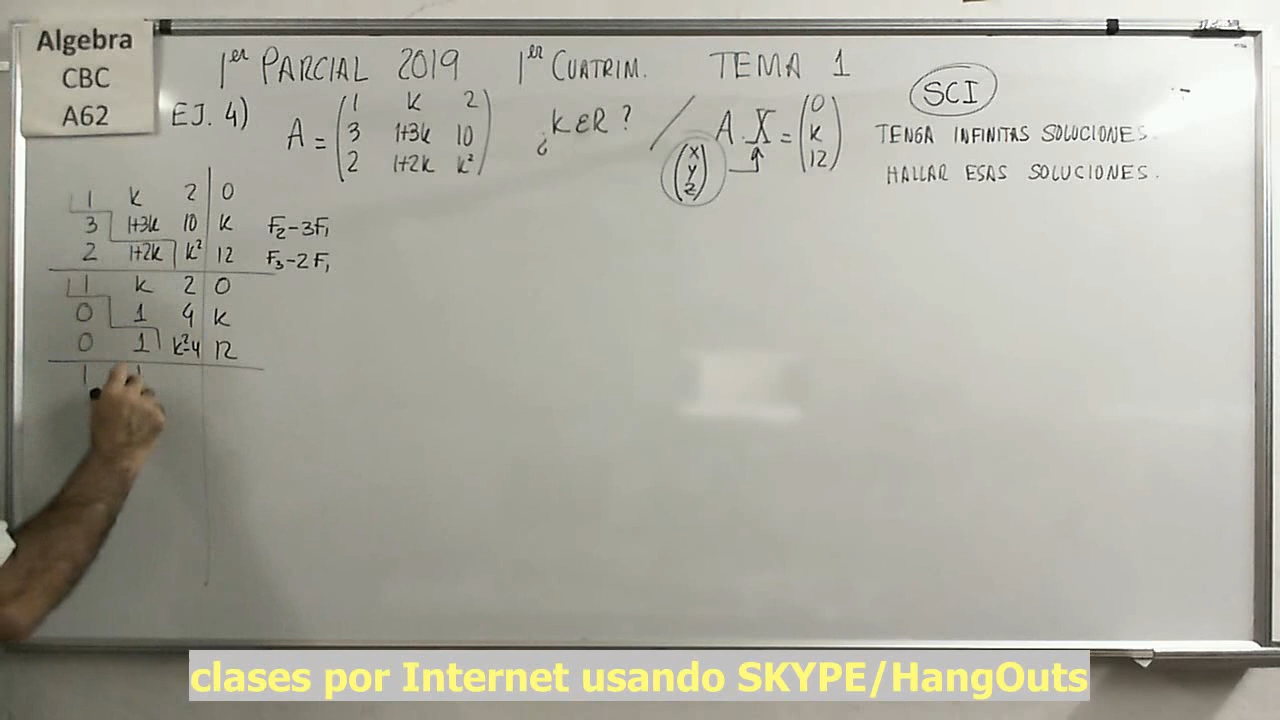 Algebra
CBC
A62
1er PARCIAL 2019 1er CUATRIM. TEMA 1
EJ. 4)
A = (1 k 2
3 1+3k 10
2 1+2k k²)
¿KER? / A.X = (0
k
12)
(x
y
z)
SCI
TENGA INFINITAS SOLUCIONES.
HALLAR ESAS SOLUCIONES.
1 k 2 | 0
3 1+3k 10 | k F2-3F1
2 1+2k k² | 12 F3-2F1
1 k 2 | 0
0 1 4 | k
0 1 k²-4 | 12
1
clases por Internet usando SKYPE/HangOuts